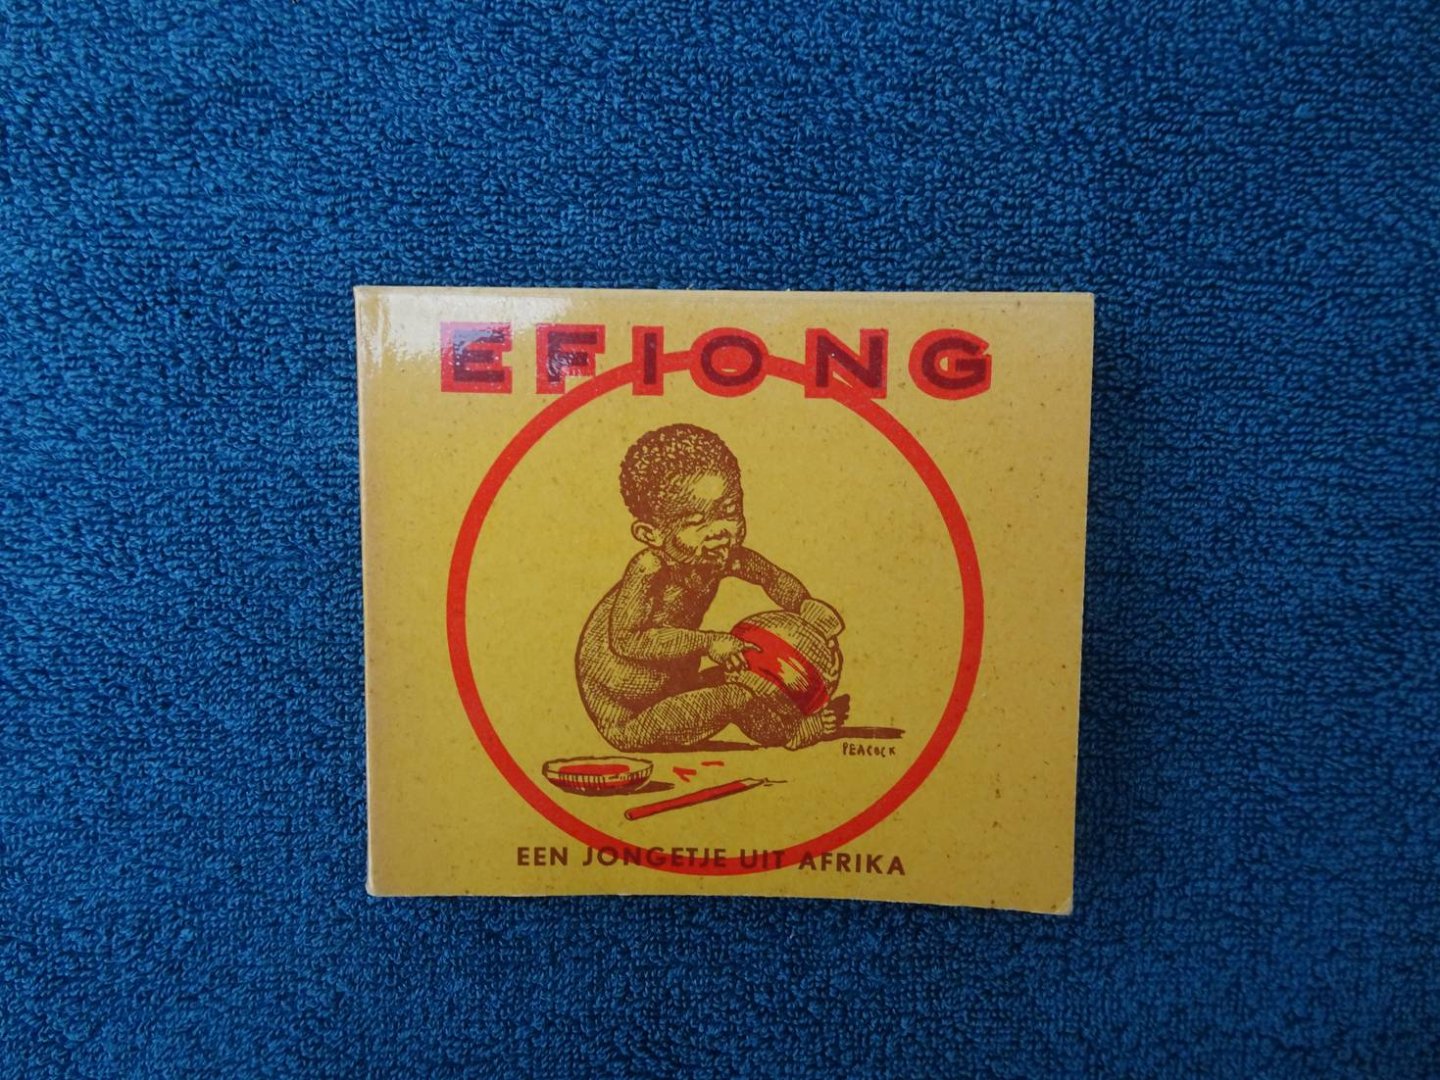 EFIONG
PEACOCK
EEN JONGETJE UIT AFRIKA